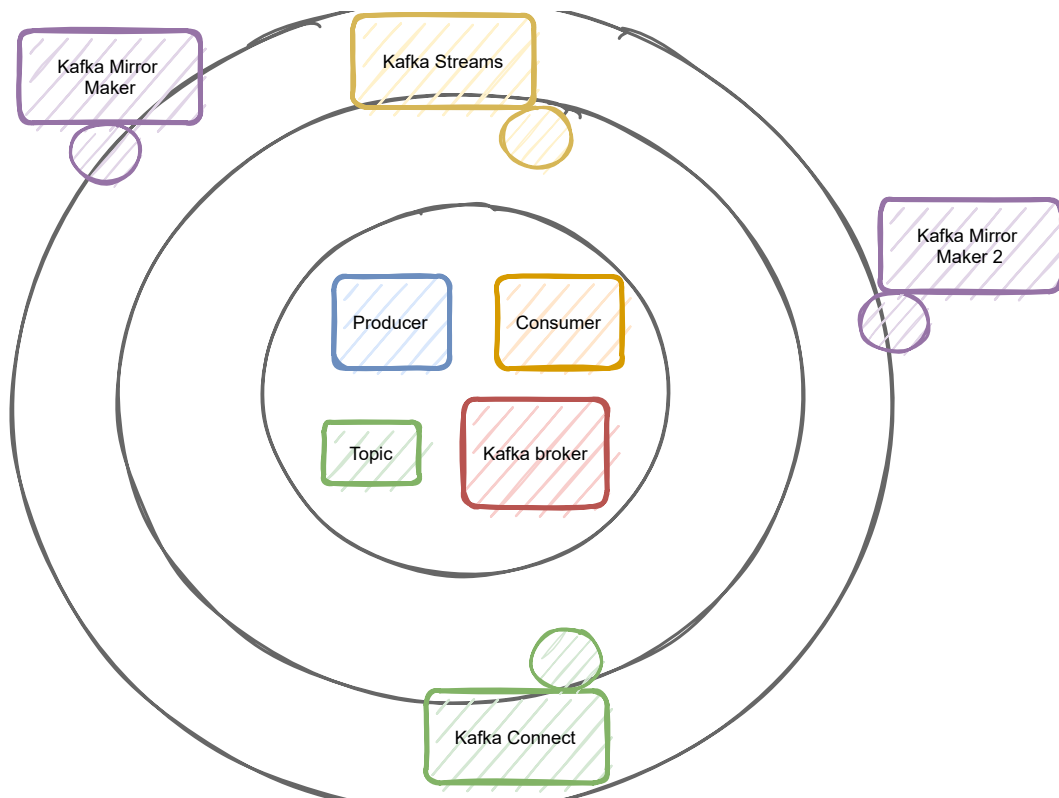 Kafka Mirror
Maker
Kafka Streams
Kafka Mirror
Maker 2
Producer
Consumer
Topic
Kafka broker
Kafka Connect